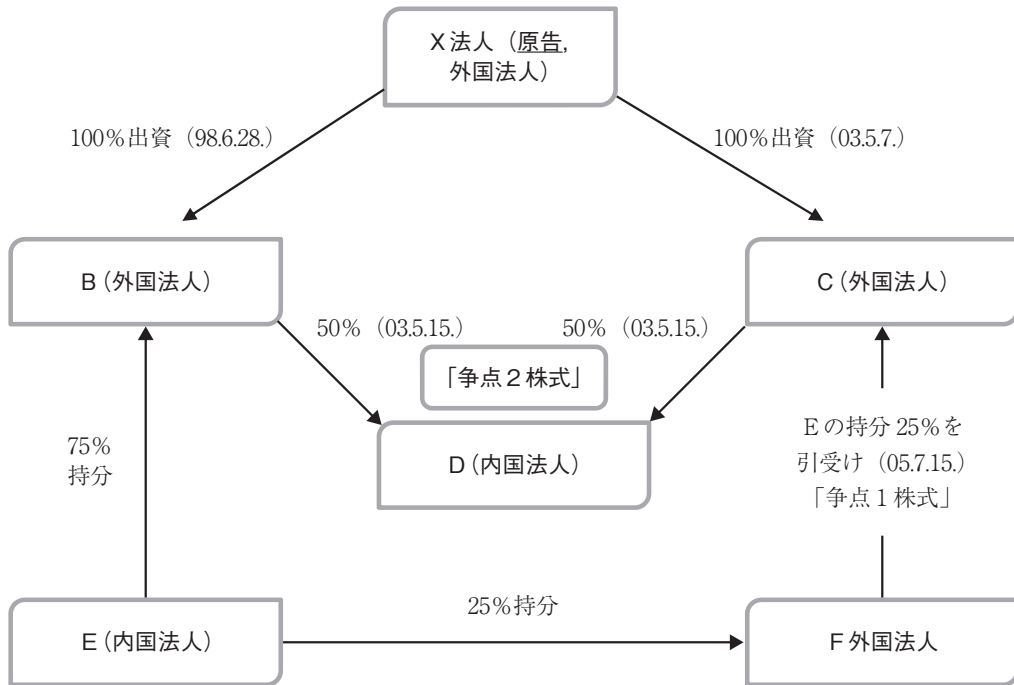 X法人（原告，
外国法人）
100％出資（98.6.28.）
100％出資（03.5.7.）
B（外国法人）
C（外国法人）
50％（03.5.15.）
50％（03.5.15.）
「争点２株式」
D（内国法人）
75％
持分
Eの持分25％を
引受け（05.7.15.）
「争点１株式」
25％持分
E（内国法人）
F外国法人